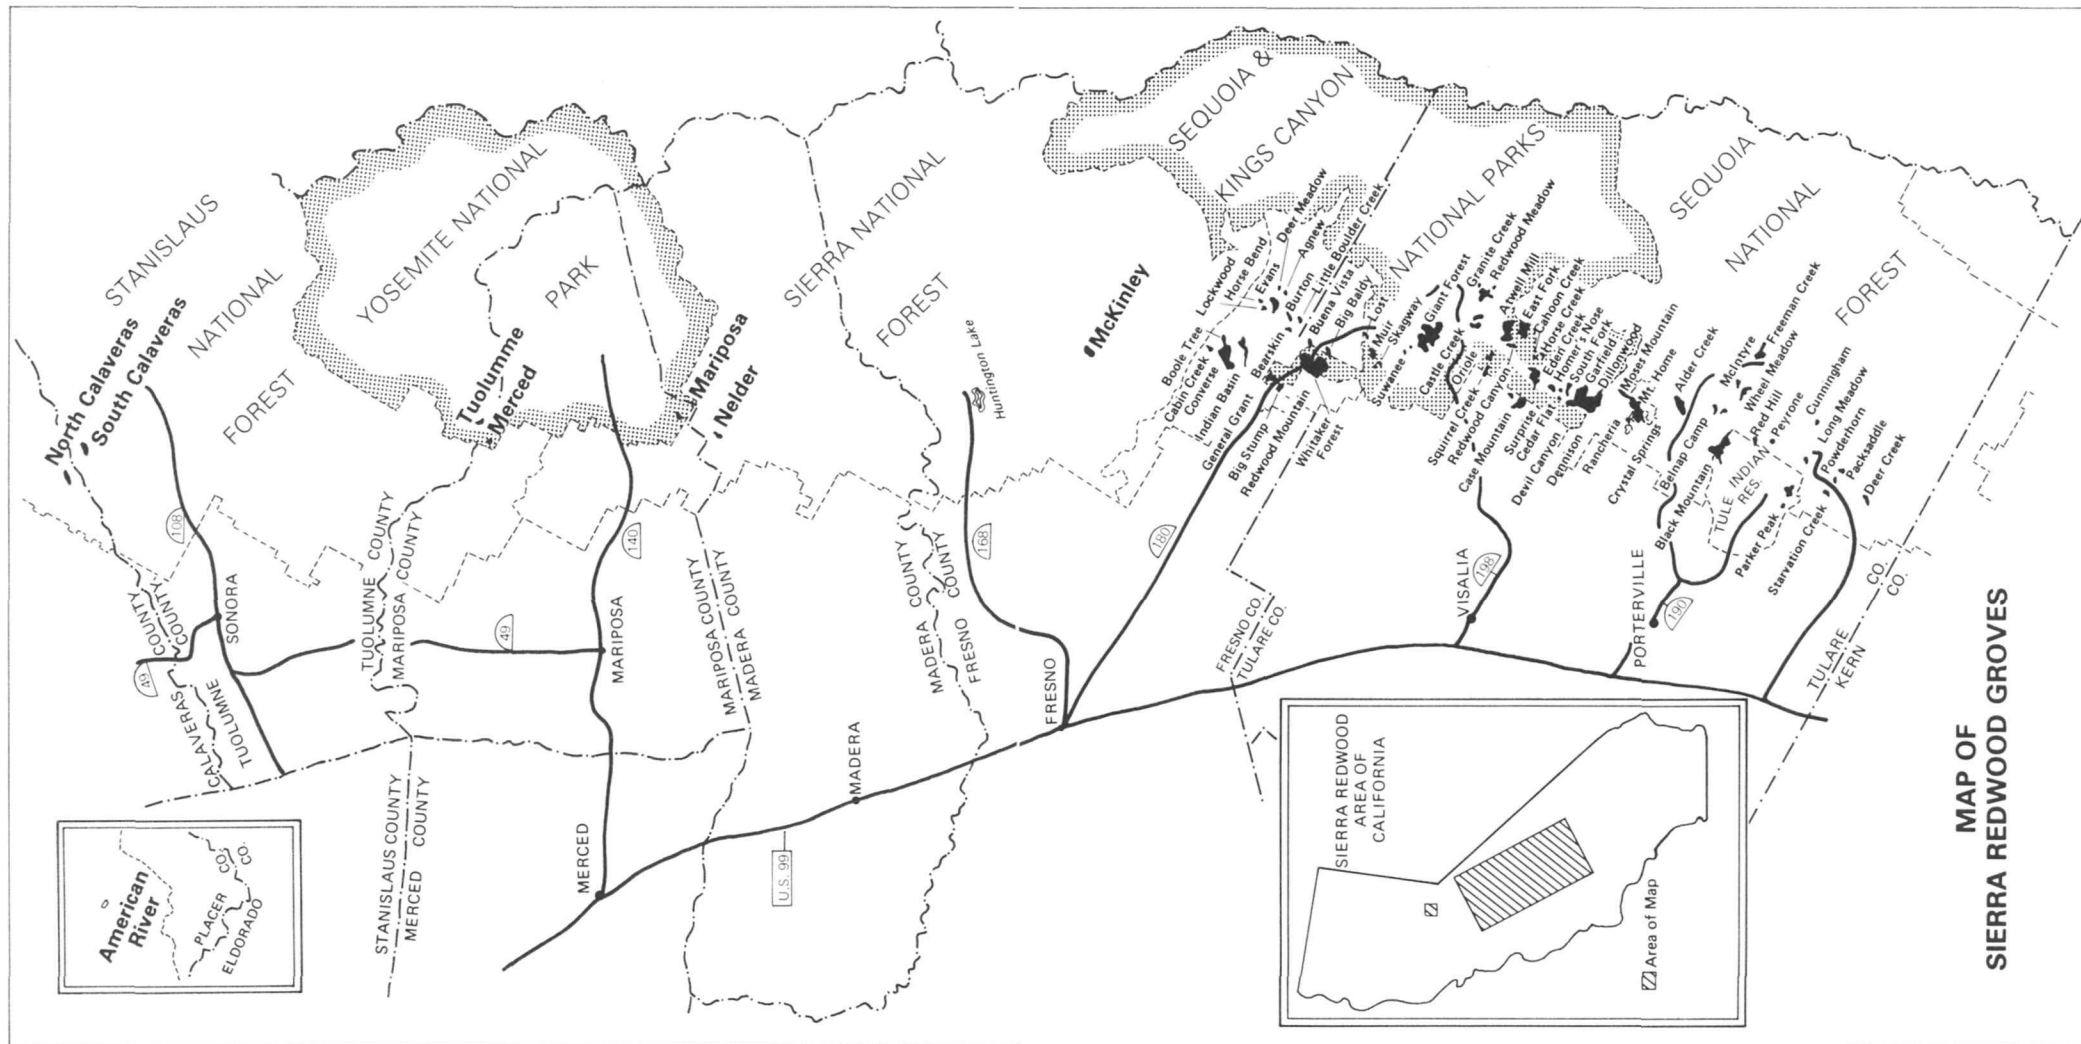 MAP OF
SIERRA REDWOOD GROVES
STANISLAUS
NATIONAL
FOREST
North Calaveras
South Calaveras
YOSEMITE NATIONAL
PARK
Tuolumme
Merced
Mariposa
Nelder
SIERRA NATIONAL
FOREST
Huntington Lake
McKinley
SEQUOIA &
KINGS CANYON
NATIONAL PARKS
SEQUOIA
NATIONAL
FOREST
Lockwood
Horse Bend
Evans
Deer Meadow
Agnew
Burton
Little Boulder Creek
Buena Vista
Big Baldy
Lost
Muir
Skagway
Giant Forest
Granite Creek
Redwood Meadow
Atwell Mill
East Fork
Cahoon Creek
Horse Creek
Eden Creek
Homer's Nose
South Fork
Garfield
Dillonwood
Moses Mountain
Mt. Home
Alder Creek
McIntyre
Freeman Creek
Wheel Meadow
Red Hill
Peyrone
Cunningham
Long Meadow
Powderhorn
Packsaddle
Deer Creek
Boole Tree
Cabin Creek
Converse
Indian Basin
General Grant
Bearskin
Big Stump
Redwood Mountain
Whitaker
Forest
Suwanee
Castle Creek
Oriole
Squirrel Creek
Redwood Canyon
Case Mountain
Surprise
Cedar Flat
Devil Canyon
Dennison
Rancheria
Crystal Springs
Belnap Camp
Black Mountain
TULE INDIAN
RES.
Parker Peak
Starvation Creek
108
49
49
140
168
180
198
190
U.S. 99
SONORA
MARIPOSA
MERCED
MADERA
FRESNO
VISALIA
PORTERVILLE
CALAVERAS COUNTY
TUOLUMNE COUNTY
TUOLUMNE COUNTY
MARIPOSA COUNTY
STANISLAUS COUNTY
MERCED COUNTY
MARIPOSA COUNTY
MADERA COUNTY
MADERA COUNTY
FRESNO COUNTY
FRESNO CO.
TULARE CO.
TULARE CO.
KERN CO.
American
River
PLACER CO.
ELDORADO CO.
SIERRA REDWOOD
AREA OF
CALIFORNIA
Area of Map